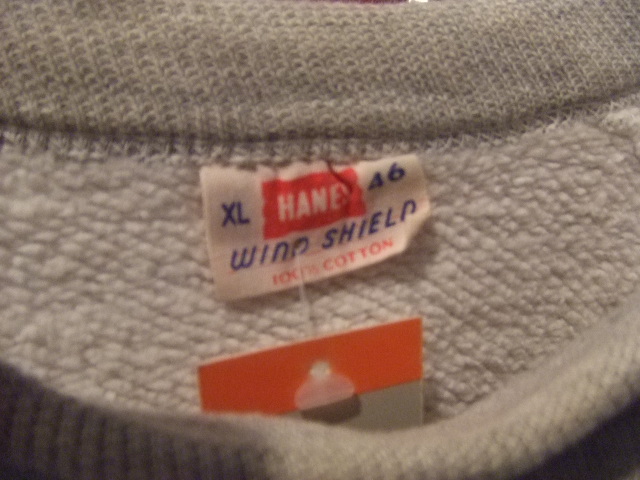 XL HANES 46
WIND SHIELD
100% COTTON